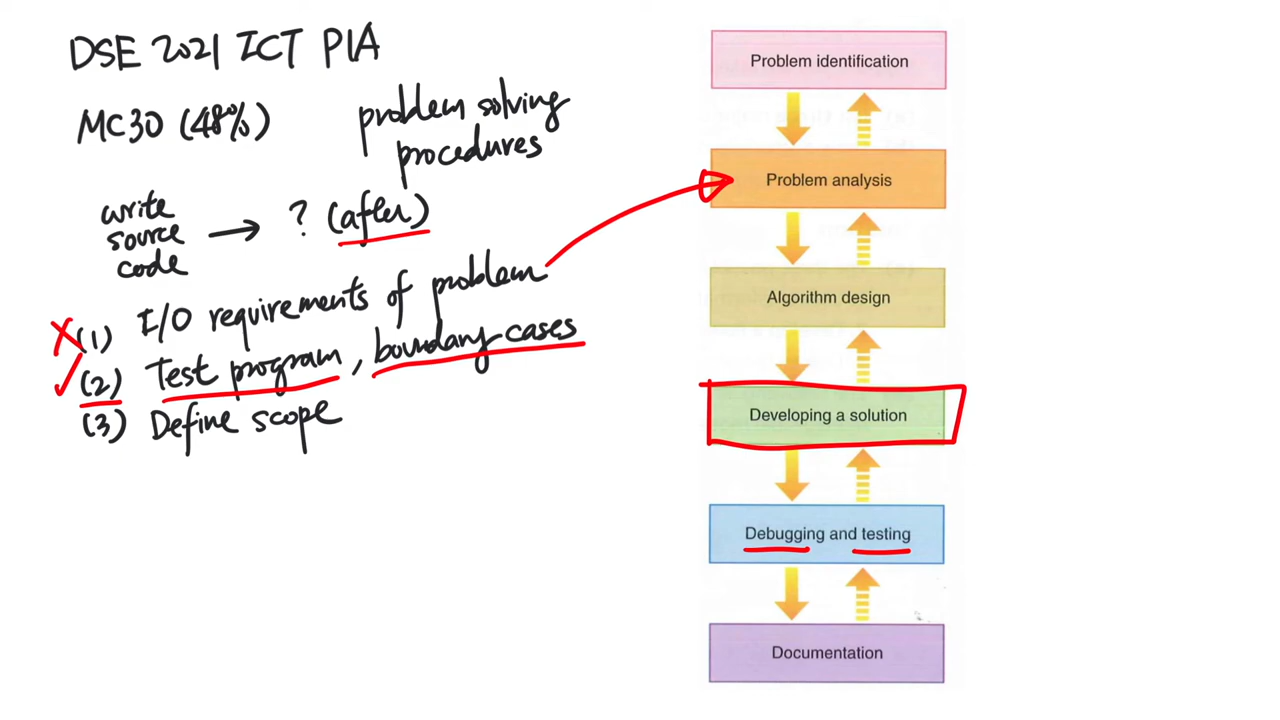 DSE 2021 ICT P1A
MC30 (48%)
problem solving
procedures
write
source
code
→ ? (after)
(1) I/O requirements of problem
(2) Test program, boundary cases
(3) Define scope
Problem identification
Problem analysis
Algorithm design
Developing a solution
Debugging and testing
Documentation